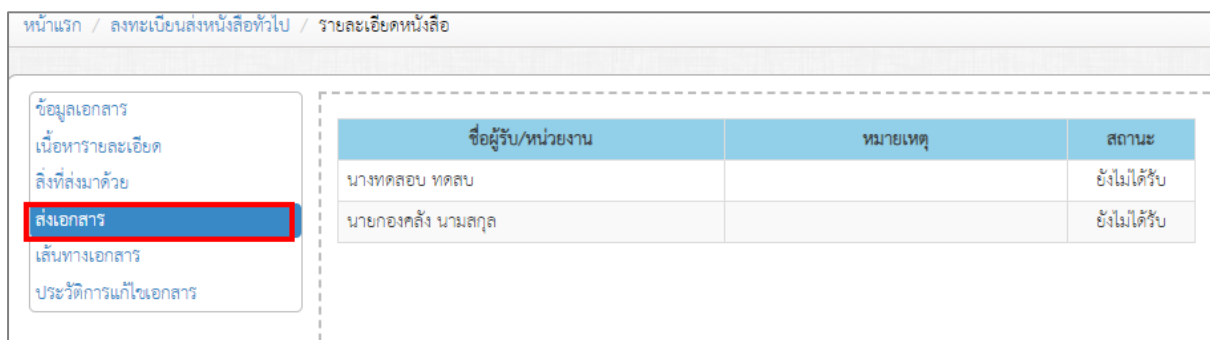 หน้าแรก / ลงทะเบียนส่งหนังสือทั่วไป / รายละเอียดหนังสือ
ข้อมูลเอกสาร
เนื้อหารายละเอียด
สิ่งที่ส่งมาด้วย
ส่งเอกสาร
เส้นทางเอกสาร
ประวัติการแก้ไขเอกสาร
ชื่อผู้รับ/หน่วยงาน หมายเหตุ สถานะ
นางทดสอบ ทดสบ ยังไม่ได้รับ
นายกองคลัง นามสกุล ยังไม่ได้รับ